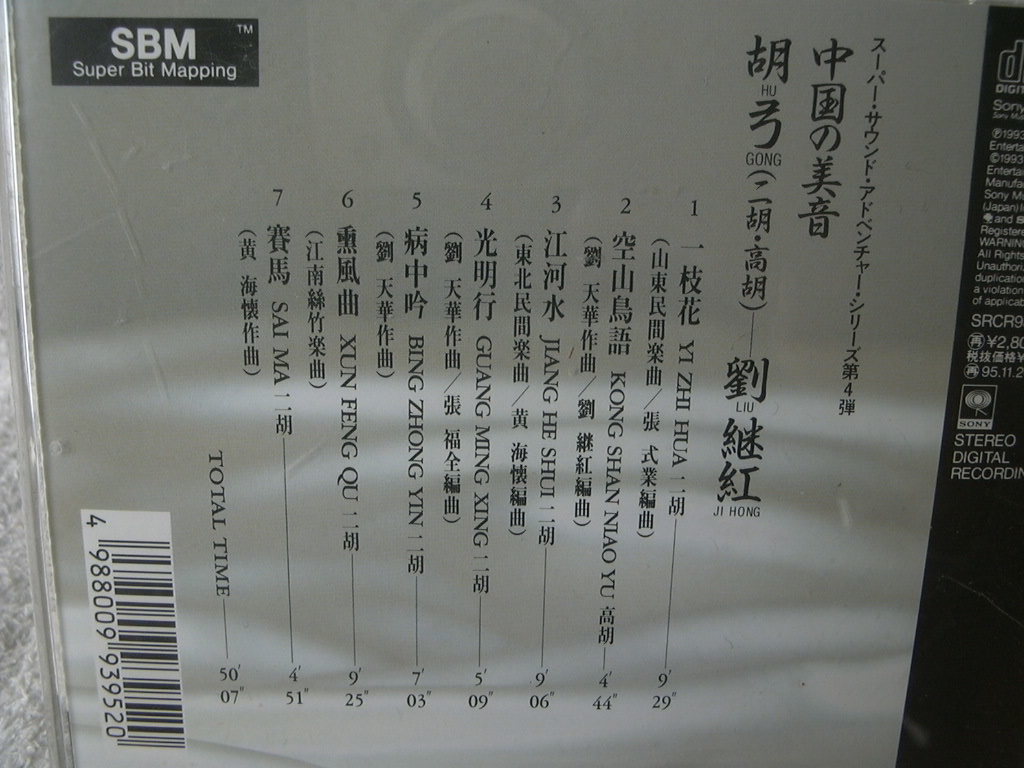 SBM
TM
Super Bit Mapping
スーパー・サウンド・アドベンチャー・シリーズ第4弾
中国の美音
胡弓(二胡・高胡)──劉継紅
HU GONG LIU JI HONG
1 一枝花 YI ZHI HUA 二胡 9′29″
(山東民間楽曲/張 式業編曲)
2 空山鳥語 KONG SHAN NIAO YU 高胡 4′44″
(劉 天華作曲/劉 継紅編曲)
3 江河水 JIANG HE SHUI 二胡 9′06″
(東北民間楽曲/黄 海懐編曲)
4 光明行 GUANG MING XING 二胡 5′09″
(劉 天華作曲/張 福全編曲)
5 病中吟 BING ZHONG YIN 二胡 7′03″
(劉 天華作曲)
6 熏風曲 XUN FENG QU 二胡 9′25″
(江南絲竹楽曲)
7 賽馬 SAI MA 二胡 4′51″
(黄 海懐作曲)
TOTAL TIME 50′07″
4 988009 939520
SRCR9
SONY
STEREO
DIGITAL